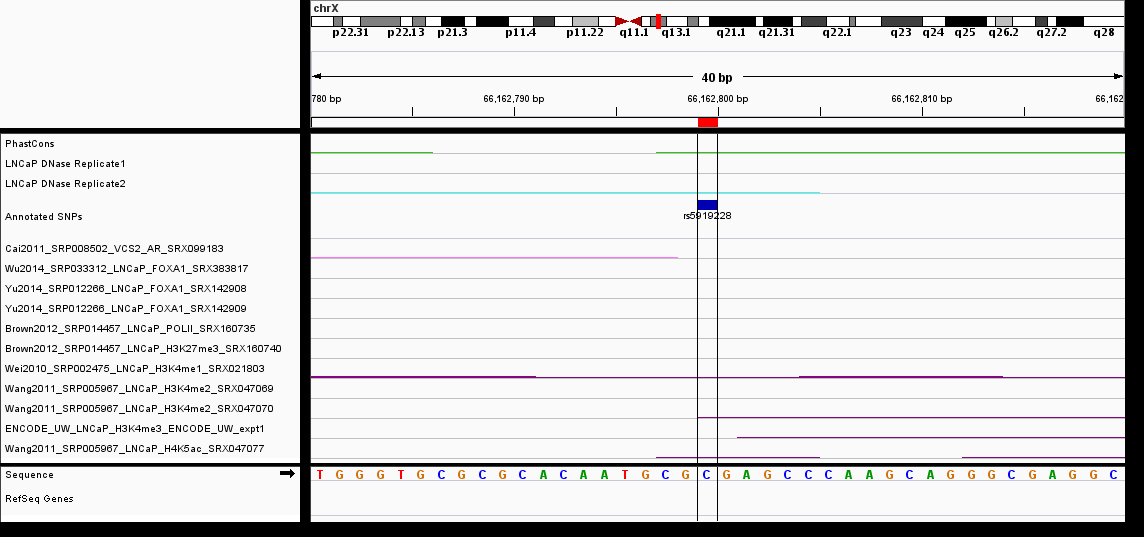 chrX
p22.31 p22.13 p21.3 p11.4 p11.22 q11.1 q13.1 q21.1 q21.31 q22.1 q23 q24 q25 q26.2 q27.2 q28
40 bp
780 bp 66,162,790 bp 66,162,800 bp 66,162,810 bp 66,162
PhastCons
LNCaP DNase Replicate1
LNCaP DNase Replicate2
Annotated SNPs
rs5919228
Cai2011_SRP008502_VCS2_AR_SRX099183
Wu2014_SRP033312_LNCaP_FOXA1_SRX383817
Yu2014_SRP012266_LNCaP_FOXA1_SRX142908
Yu2014_SRP012266_LNCaP_FOXA1_SRX142909
Brown2012_SRP014457_LNCaP_POLII_SRX160735
Brown2012_SRP014457_LNCaP_H3K27me3_SRX160740
Wei2010_SRP002475_LNCaP_H3K4me1_SRX021803
Wang2011_SRP005967_LNCaP_H3K4me2_SRX047069
Wang2011_SRP005967_LNCaP_H3K4me2_SRX047070
ENCODE_UW_LNCaP_H3K4me3_ENCODE_UW_expt1
Wang2011_SRP005967_LNCaP_H4K5ac_SRX047077
Sequence T G G G T G C G C G C A C A A T G C G C G A G C C C A A G C A G G G C G A G G C
RefSeq Genes